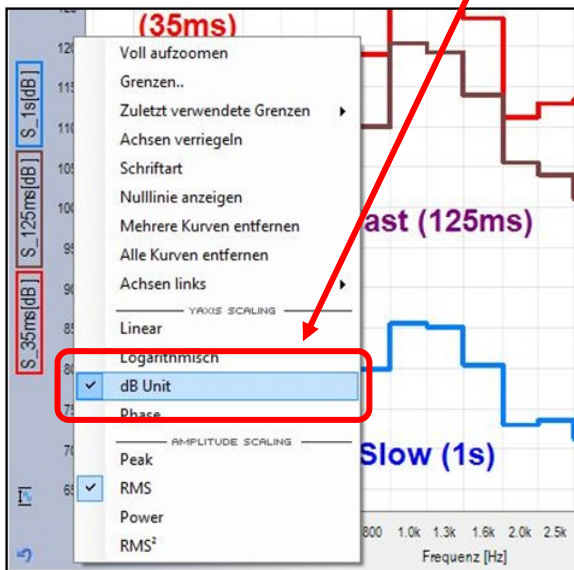 (35ms)
120
115
110
105
100
95
90
85
80
75
70
65
S_1s[dB]
S_125ms[dB]
S_35ms[dB]
Voll aufzoomen
Grenzen..
Zuletzt verwendete Grenzen
Achsen verriegeln
Schriftart
Nulllinie anzeigen
Mehrere Kurven entfernen
Alle Kurven entfernen
Achsen links
YAXIS SCALING
Linear
Logarithmisch
dB Unit
Phase
AMPLITUDE SCALING
Peak
RMS
Power
RMS²
ast (125ms)
Slow (1s)
800 1.0k 1.3k 1.6k 2.0k 2.5k
Frequenz [Hz]